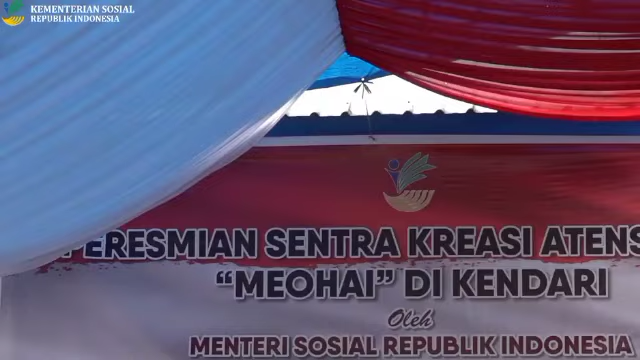 KEMENTERIAN SOSIAL
REPUBLIK INDONESIA
PERESMIAN SENTRA KREASI ATENS
“MEOHAI” DI KENDARI
Oleh
MENTERI SOSIAL REPUBLIK INDONESIA